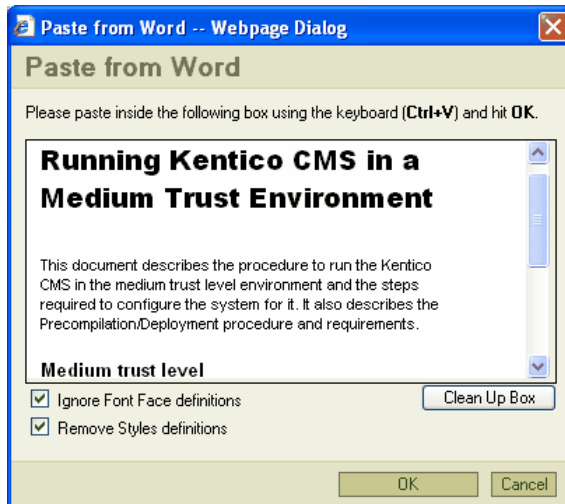 Paste from Word -- Webpage Dialog
Paste from Word
Please paste inside the following box using the keyboard (Ctrl+V) and hit OK.
Running Kentico CMS in a
Medium Trust Environment
This document describes the procedure to run the Kentico
CMS in the medium trust level environment and the steps
required to configure the system for it. It also describes the
Precompilation/Deployment procedure and requirements.
Medium trust level
Ignore Font Face definitions
Clean Up Box
Remove Styles definitions
OK
Cancel